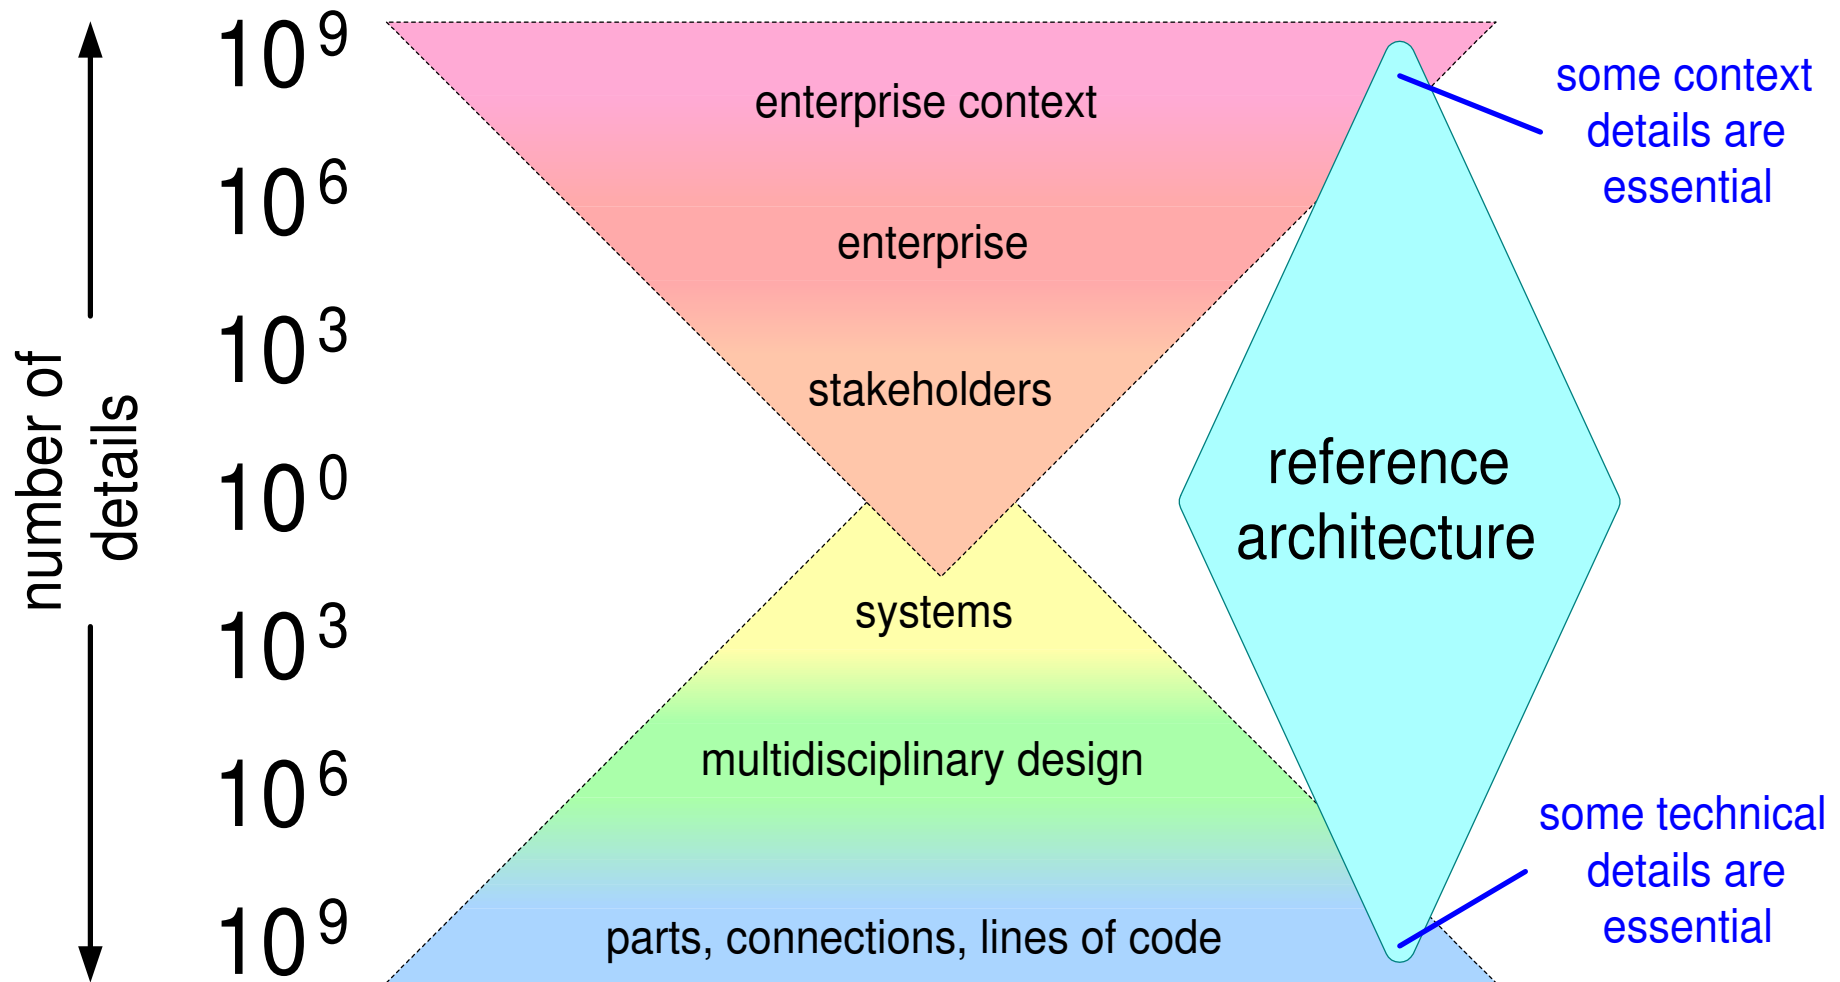 number of
details
10^9
10^6
10^3
10^0
10^3
10^6
10^9
enterprise context
enterprise
stakeholders
systems
multidisciplinary design
parts, connections, lines of code
reference
architecture
some context
details are
essential
some technical
details are
essential